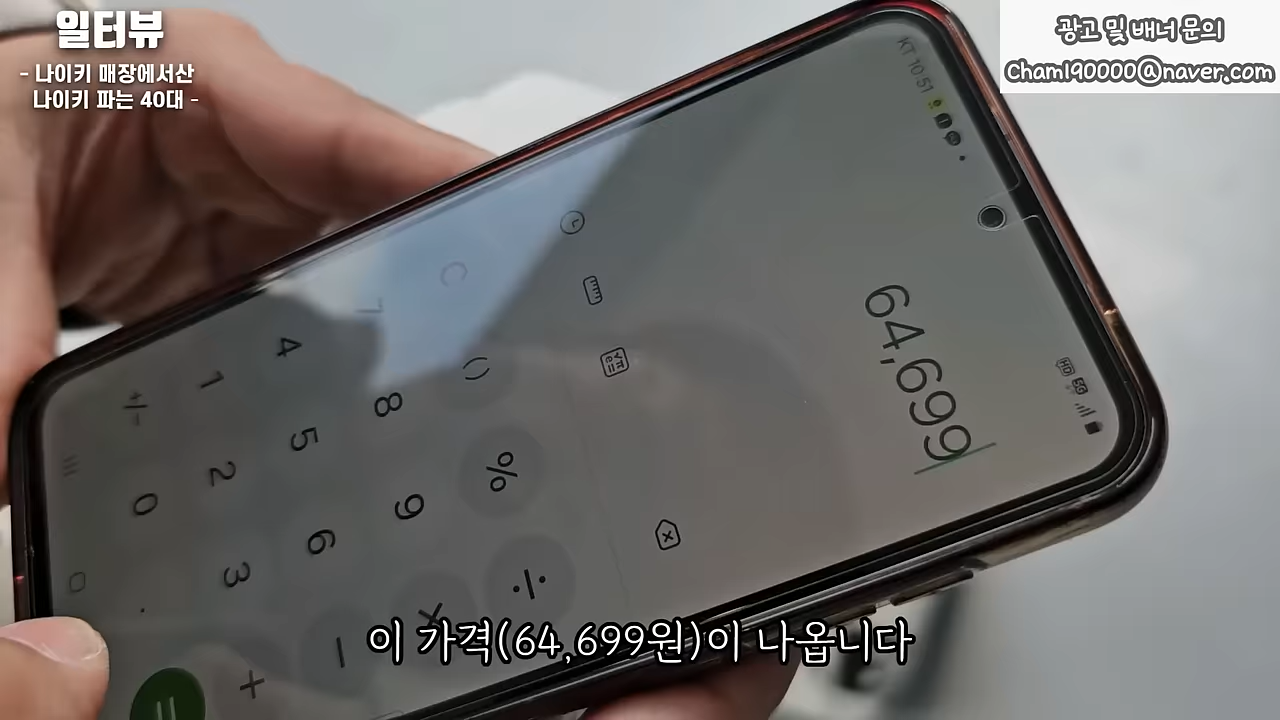 일터뷰
- 나이키 매장에서산
나이키 파는 40대 -
광고 및 배너 문의
Cham190000@naver.com
KT 10:51
HD 5G
64,699
C () % ÷
7 8 9 ×
4 5 6 -
1 2 3 +
+/- 0 . =
이 가격(64,699원)이 나옵니다